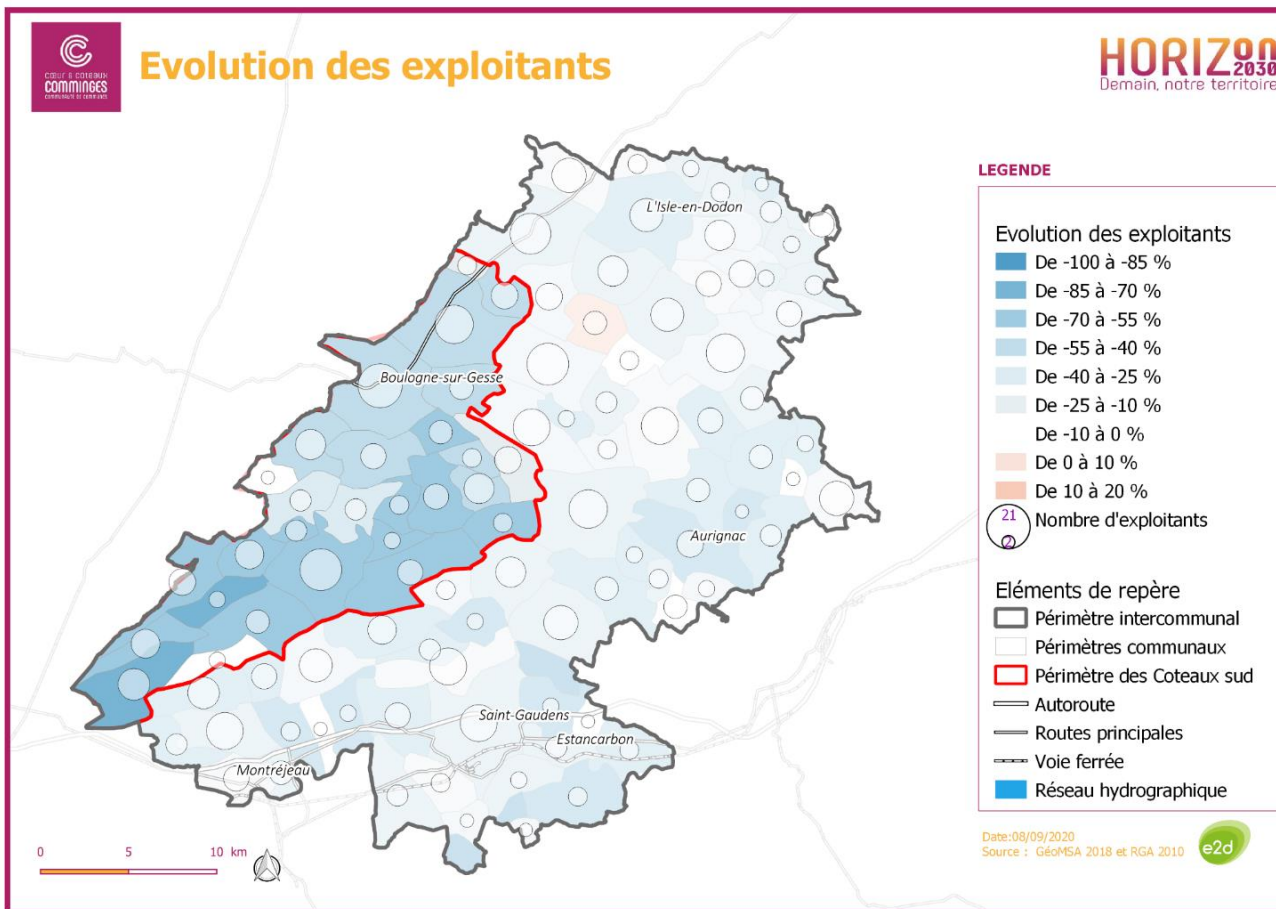 CŒUR & COTEAUX
COMMINGES
COMMUNAUTÉ DE COMMUNES
Evolution des exploitants
HORIZON
2030
Demain, notre territoire
L'Isle-en-Dodon
Boulogne-sur-Gesse
Aurignac
Saint-Gaudens
Estancarbon
Montréjeau
0 5 10 km
LEGENDE
Evolution des exploitants
De -100 à -85 %
De -85 à -70 %
De -70 à -55 %
De -55 à -40 %
De -40 à -25 %
De -25 à -10 %
De -10 à 0 %
De 0 à 10 %
De 10 à 20 %
21
2
Nombre d'exploitants
Eléments de repère
Périmètre intercommunal
Périmètres communaux
Périmètre des Coteaux sud
Autoroute
Routes principales
Voie ferrée
Réseau hydrographique
Date:08/09/2020
Source : GéoMSA 2018 et RGA 2010
e2d